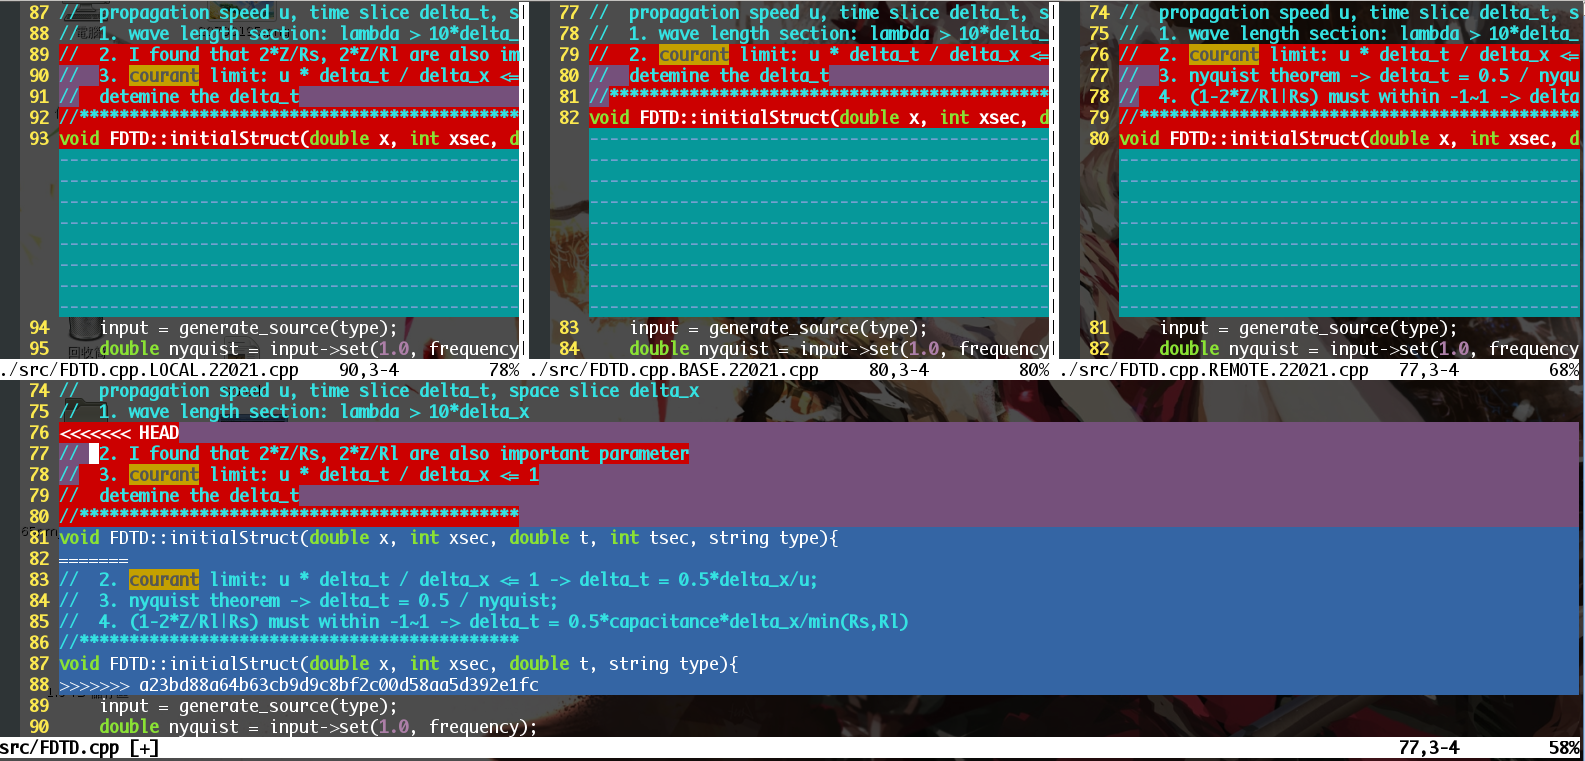 87 //  propagation speed u, time slice delta_t, s
88 //  1. wave length section: lambda > 10*delta_
89 //  2. I found that 2*Z/Rs, 2*Z/Rl are also im
90 //  3. courant limit: u * delta_t / delta_x <=
91 //  detemine the delta_t
92 //********************************************
93 void FDTD::initialStruct(double x, int xsec, d
94     input = generate_source(type);
95     double nyquist = input->set(1.0, frequency
./src/FDTD.cpp.LOCAL.22021.cpp 90,3-4 78%
77 //  propagation speed u, time slice delta_t, s
78 //  1. wave length section: lambda > 10*delta_
79 //  2. courant limit: u * delta_t / delta_x <=
80 //  detemine the delta_t
81 //********************************************
82 void FDTD::initialStruct(double x, int xsec, d
83     input = generate_source(type);
84     double nyquist = input->set(1.0, frequency
./src/FDTD.cpp.BASE.22021.cpp 80,3-4 80%
74 //  propagation speed u, time slice delta_t, s
75 //  1. wave length section: lambda > 10*delta_
76 //  2. courant limit: u * delta_t / delta_x <=
77 //  3. nyquist theorem -> delta_t = 0.5 / nyqu
78 //  4. (1-2*Z/Rl|Rs) must within -1~1 -> delta
79 //********************************************
80 void FDTD::initialStruct(double x, int xsec, d
81     input = generate_source(type);
82     double nyquist = input->set(1.0, frequency
./src/FDTD.cpp.REMOTE.22021.cpp 77,3-4 68%
74 //  propagation speed u, time slice delta_t, space slice delta_x
75 //  1. wave length section: lambda > 10*delta_x
76 <<<<<<< HEAD
77 //  2. I found that 2*Z/Rs, 2*Z/Rl are also important parameter
78 //  3. courant limit: u * delta_t / delta_x <= 1
79 //  detemine the delta_t
80 //********************************************
81 void FDTD::initialStruct(double x, int xsec, double t, int tsec, string type){
82 =======
83 //  2. courant limit: u * delta_t / delta_x <= 1 -> delta_t = 0.5*delta_x/u;
84 //  3. nyquist theorem -> delta_t = 0.5 / nyquist;
85 //  4. (1-2*Z/Rl|Rs) must within -1~1 -> delta_t = 0.5*capacitance*delta_x/min(Rs,Rl)
86 //********************************************
87 void FDTD::initialStruct(double x, int xsec, double t, string type){
88 >>>>>>> a23bd88a64b63cb9d9c8bf2c00d58aa5d392e1fc
89     input = generate_source(type);
90     double nyquist = input->set(1.0, frequency);
src/FDTD.cpp [+] 77,3-4 58%